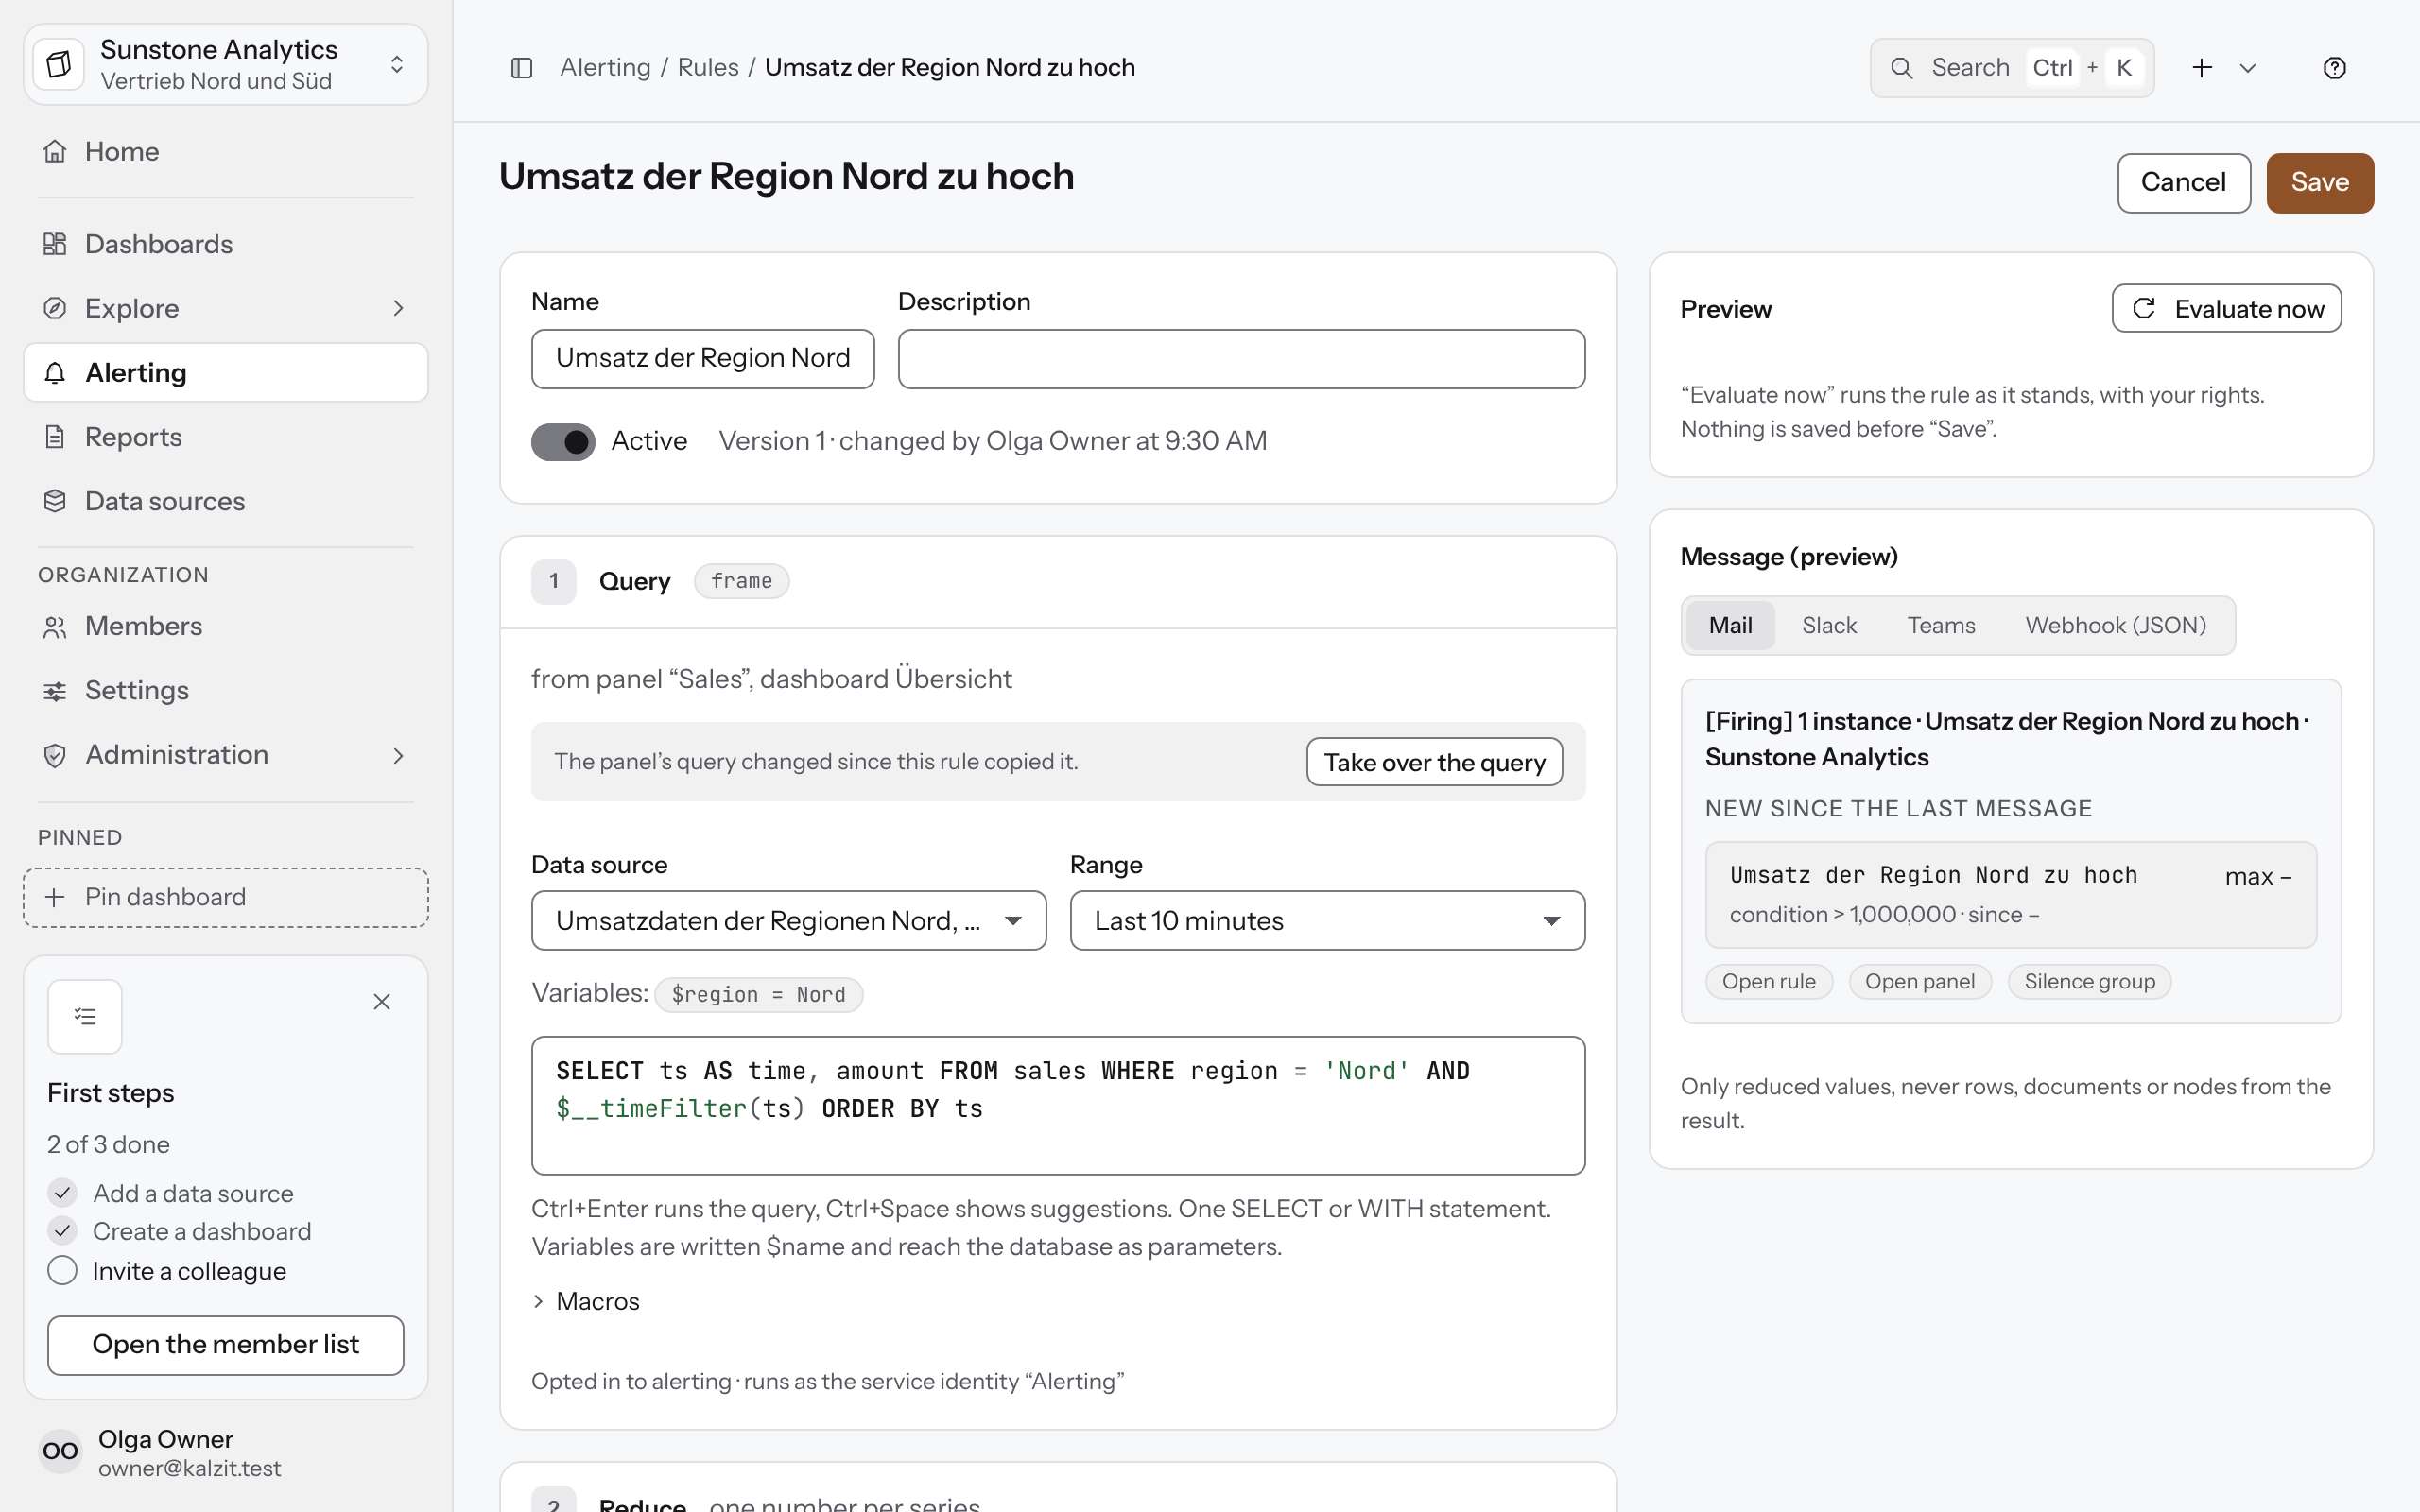 Sunstone Analytics
Vertrieb Nord und Süd
Home
Dashboards
Explore
Alerting
Reports
Data sources
ORGANIZATION
Members
Settings
Administration
PINNED
Pin dashboard
First steps
2 of 3 done
Add a data source
Create a dashboard
Invite a colleague
Open the member list
OO
Olga Owner
owner@kalzit.test
Alerting / Rules / Umsatz der Region Nord zu hoch
Search Ctrl + K
Umsatz der Region Nord zu hoch
Cancel
Save
Name
Description
Umsatz der Region Nord
Active
Version 1 · changed by Olga Owner at 9:30 AM
1 Query frame
from panel “Sales”, dashboard Übersicht
The panel’s query changed since this rule copied it.
Take over the query
Data source
Range
Umsatzdaten der Regionen Nord, ...
Last 10 minutes
Variables: $region = Nord
SELECT ts AS time, amount FROM sales WHERE region = 'Nord' AND
$__timeFilter(ts) ORDER BY ts
Ctrl+Enter runs the query, Ctrl+Space shows suggestions. One SELECT or WITH statement.
Variables are written $name and reach the database as parameters.
Macros
Opted in to alerting · runs as the service identity “Alerting”
2 Reduce one number per series
Preview
Evaluate now
“Evaluate now” runs the rule as it stands, with your rights.
Nothing is saved before “Save”.
Message (preview)
Mail
Slack
Teams
Webhook (JSON)
[Firing] 1 instance · Umsatz der Region Nord zu hoch ·
Sunstone Analytics
NEW SINCE THE LAST MESSAGE
Umsatz der Region Nord zu hoch
max –
condition > 1,000,000 · since –
Open rule
Open panel
Silence group
Only reduced values, never rows, documents or nodes from the
result.